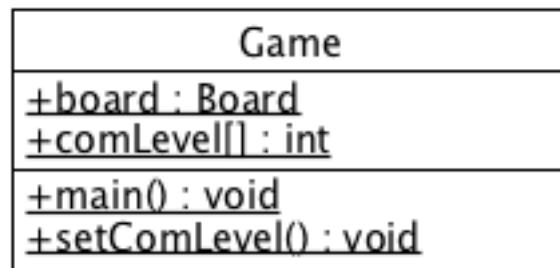 Game
+board : Board
+comLevel[] : int
+main() : void
+setComLevel() : void